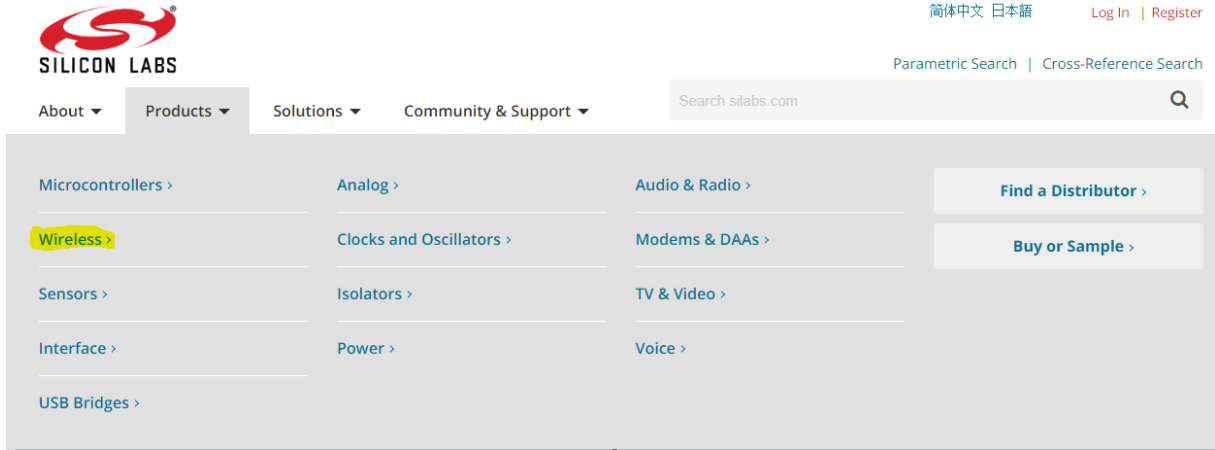 简体中文 日本語 Log In | Register
SILICON LABS®
Parametric Search | Cross-Reference Search
About Products Solutions Community & Support
Search silabs.com
Microcontrollers › Analog › Audio & Radio › Find a Distributor ›
Wireless › Clocks and Oscillators › Modems & DAAs › Buy or Sample ›
Sensors › Isolators › TV & Video ›
Interface › Power › Voice ›
USB Bridges ›